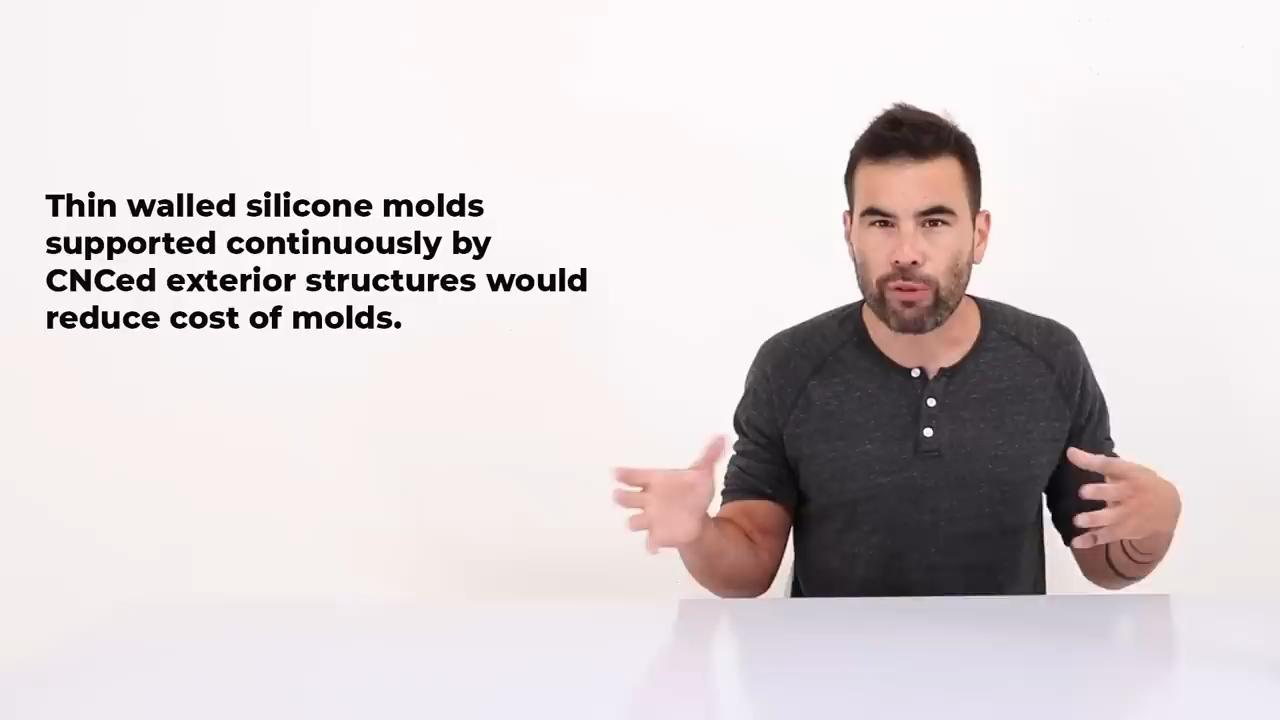 Thin walled silicone molds
supported continuously by
CNCed exterior structures would
reduce cost of molds.